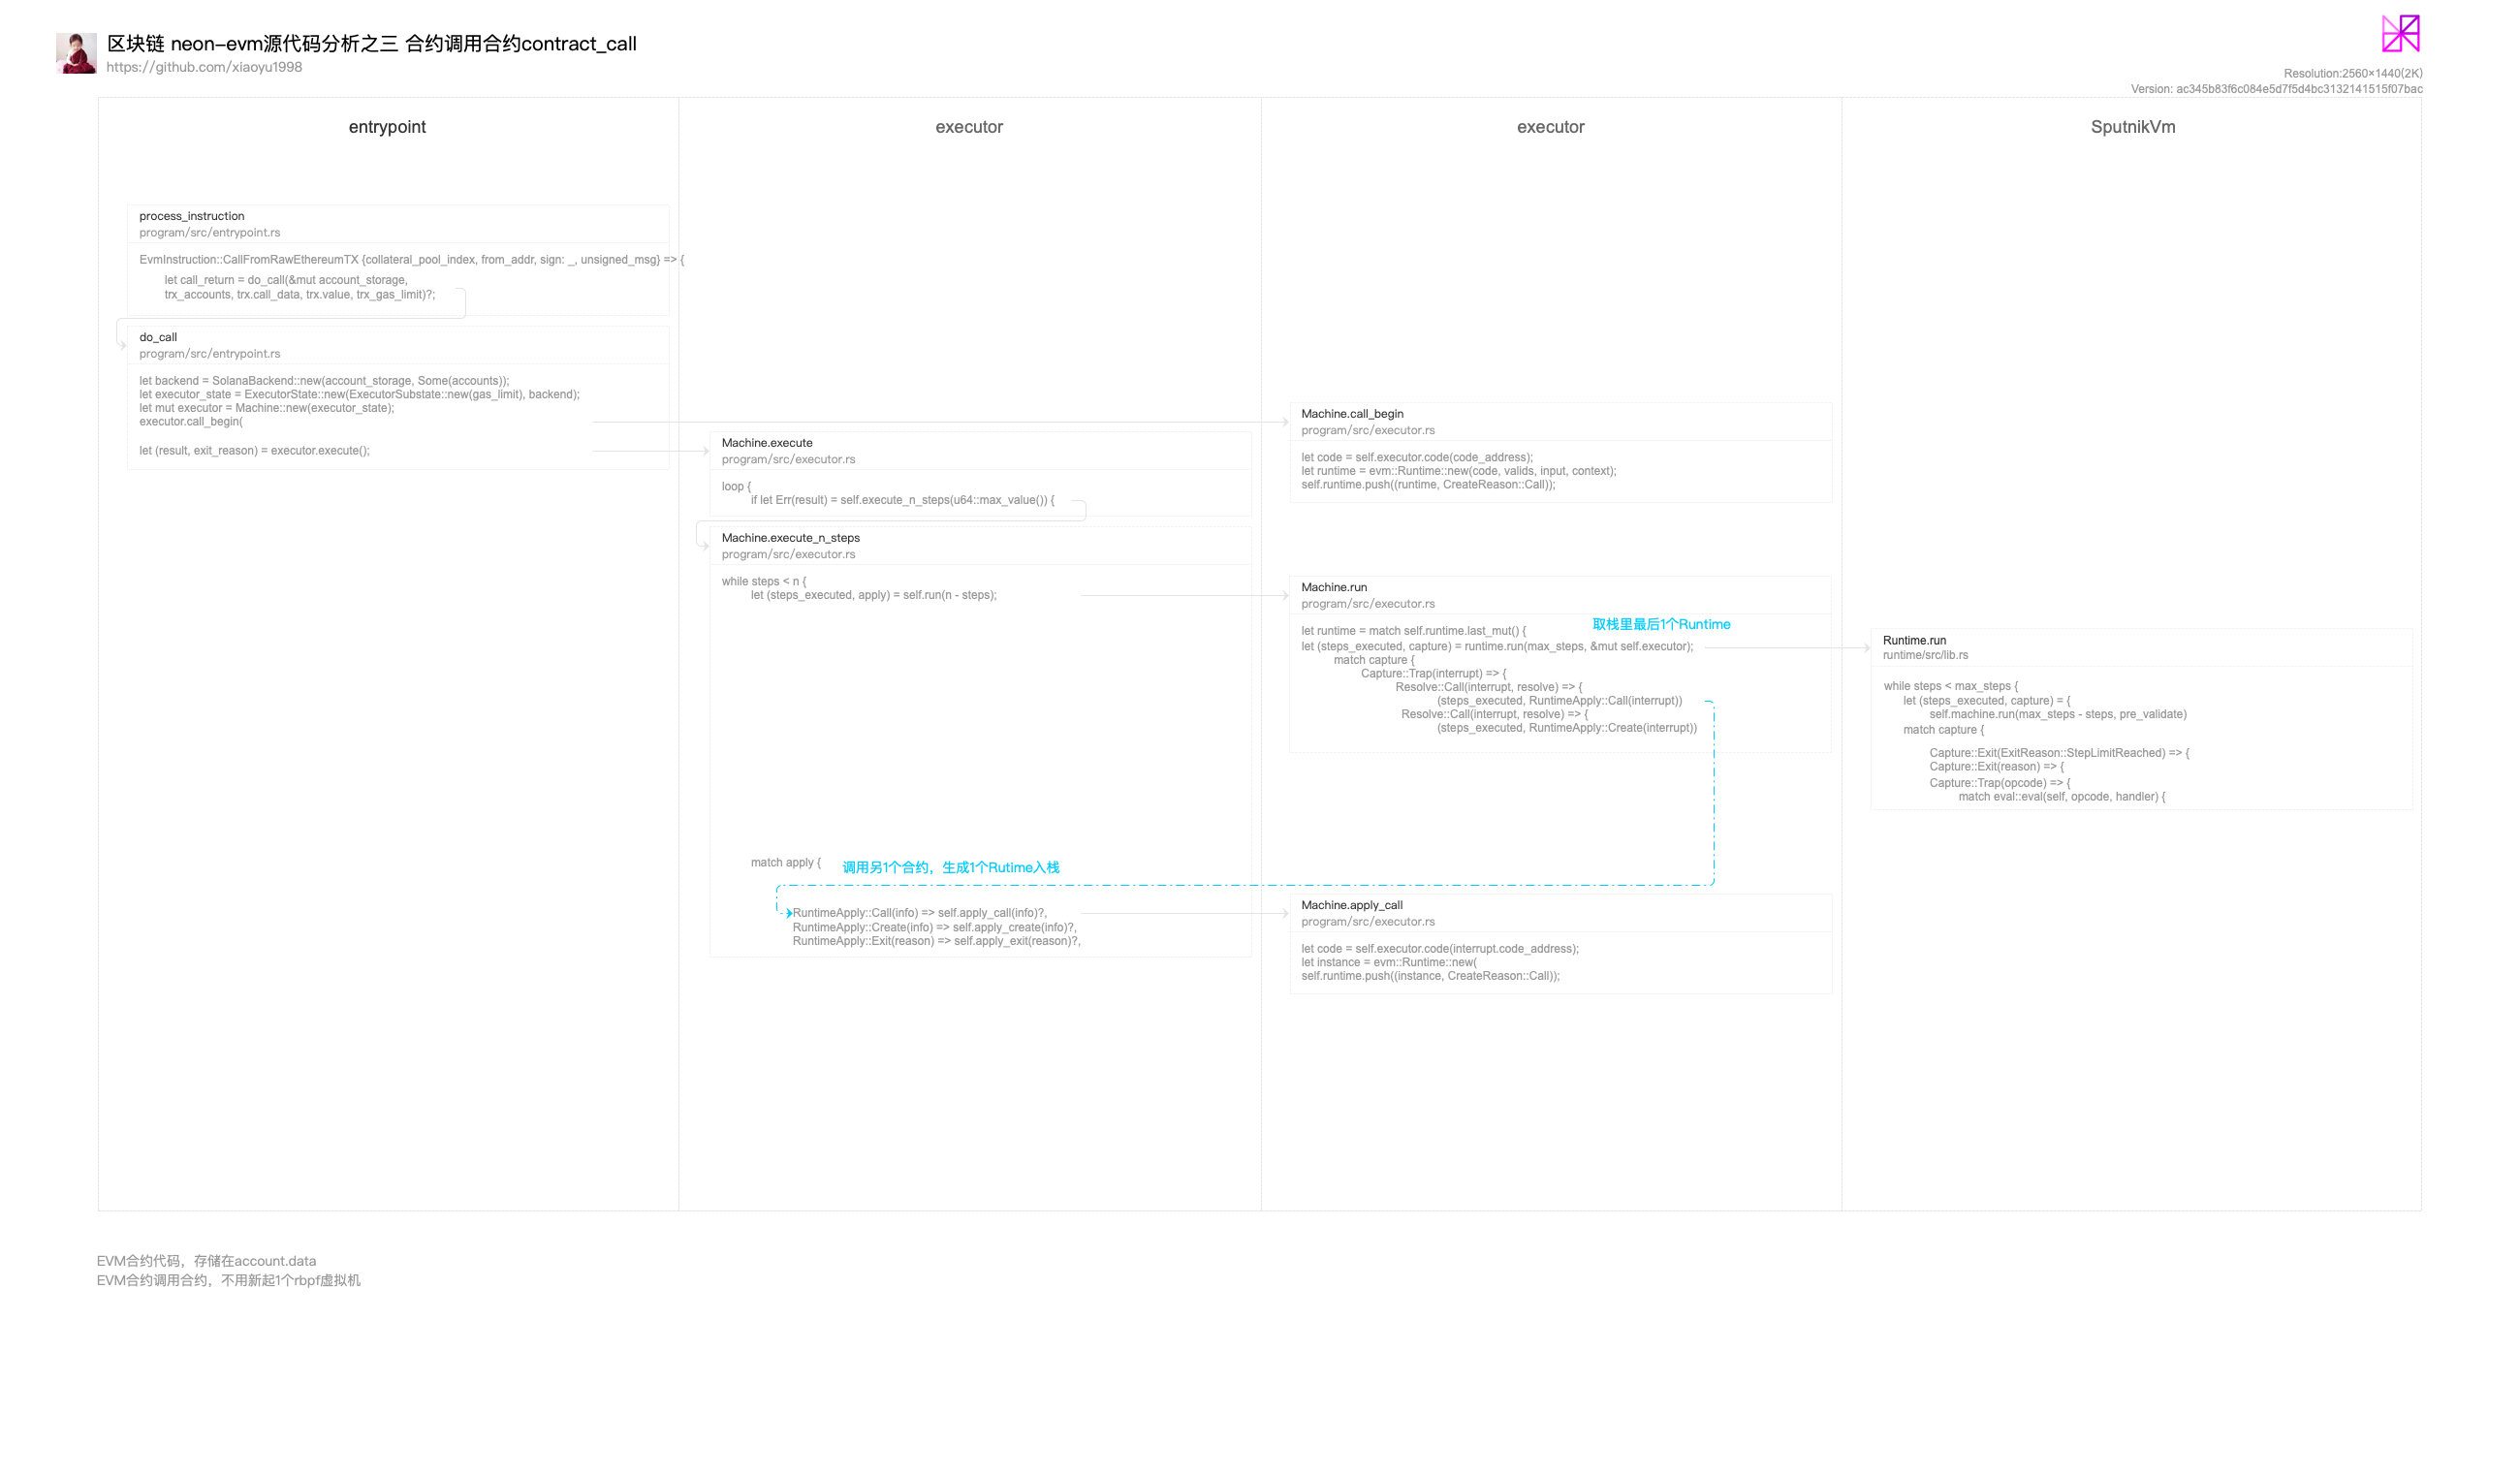 区块链 neon-evm源代码分析之三 合约调用合约contract_call
https://github.com/xiaoyu1998
Resolution:2560×1440(2K)
Version: ac345b83f6c084e5d7f5d4bc3132141515f07bac
entrypoint
executor
executor
SputnikVm
process_instruction
program/src/entrypoint.rs
EvmInstruction::CallFromRawEthereumTX {collateral_pool_index, from_addr, sign: _, unsigned_msg} => {
let call_return = do_call(&mut account_storage,
trx_accounts, trx.call_data, trx.value, trx_gas_limit)?;
do_call
program/src/entrypoint.rs
let backend = SolanaBackend::new(account_storage, Some(accounts));
let executor_state = ExecutorState::new(ExecutorSubstate::new(gas_limit), backend);
let mut executor = Machine::new(executor_state);
executor.call_begin(
let (result, exit_reason) = executor.execute();
Machine.execute
program/src/executor.rs
loop {
if let Err(result) = self.execute_n_steps(u64::max_value()) {
Machine.execute_n_steps
program/src/executor.rs
while steps < n {
let (steps_executed, apply) = self.run(n - steps);
match apply {
调用另1个合约，生成1个Rutime入栈
RuntimeApply::Call(info) => self.apply_call(info)?,
RuntimeApply::Create(info) => self.apply_create(info)?,
RuntimeApply::Exit(reason) => self.apply_exit(reason)?,
Machine.call_begin
program/src/executor.rs
let code = self.executor.code(code_address);
let runtime = evm::Runtime::new(code, valids, input, context);
self.runtime.push((runtime, CreateReason::Call));
Machine.run
program/src/executor.rs
取栈里最后1个Runtime
let runtime = match self.runtime.last_mut() {
let (steps_executed, capture) = runtime.run(max_steps, &mut self.executor);
match capture {
Capture::Trap(interrupt) => {
Resolve::Call(interrupt, resolve) => {
(steps_executed, RuntimeApply::Call(interrupt))
Resolve::Call(interrupt, resolve) => {
(steps_executed, RuntimeApply::Create(interrupt))
Machine.apply_call
program/src/executor.rs
let code = self.executor.code(interrupt.code_address);
let instance = evm::Runtime::new(
self.runtime.push((instance, CreateReason::Call));
Runtime.run
runtime/src/lib.rs
while steps < max_steps {
let (steps_executed, capture) = {
self.machine.run(max_steps - steps, pre_validate)
match capture {
Capture::Exit(ExitReason::StepLimitReached) => {
Capture::Exit(reason) => {
Capture::Trap(opcode) => {
match eval::eval(self, opcode, handler) {
EVM合约代码，存储在account.data
EVM合约调用合约，不用新起1个rbpf虚拟机